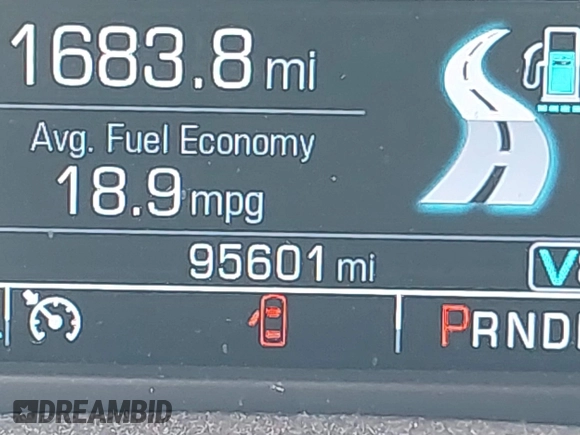 1683.8 mi
Avg. Fuel Economy
18.9 mpg
95601 mi
PRND
DREAMBID